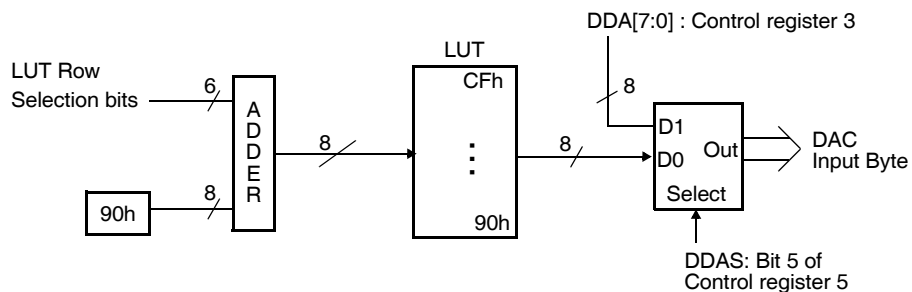 DDA[7:0] : Control register 3
LUT
LUT Row
Selection bits
6
CFh
8
A
D
D
E
R
8
8
D1
D0
Out
Select
DAC
Input Byte
90h
8
90h
DDAS: Bit 5 of
Control register 5